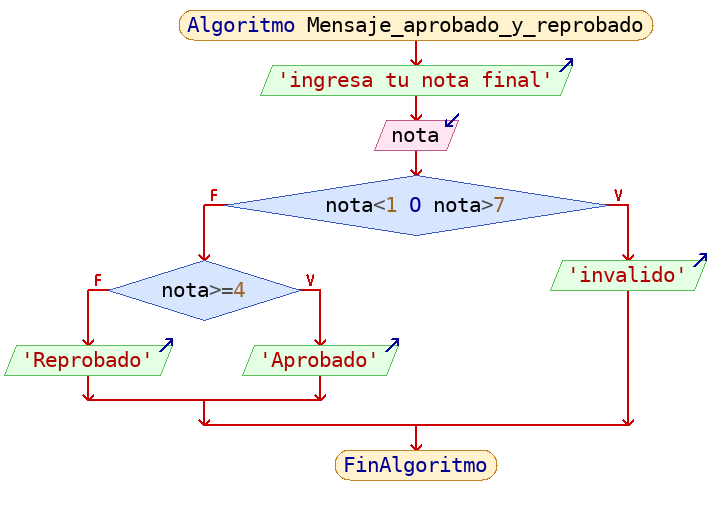 Algoritmo Mensaje_aprobado_y_reprobado
'ingresa tu nota final'
nota
F
V
nota<1 O nota>7
'invalido'
F
V
nota>=4
'Reprobado'
'Aprobado'
FinAlgoritmo